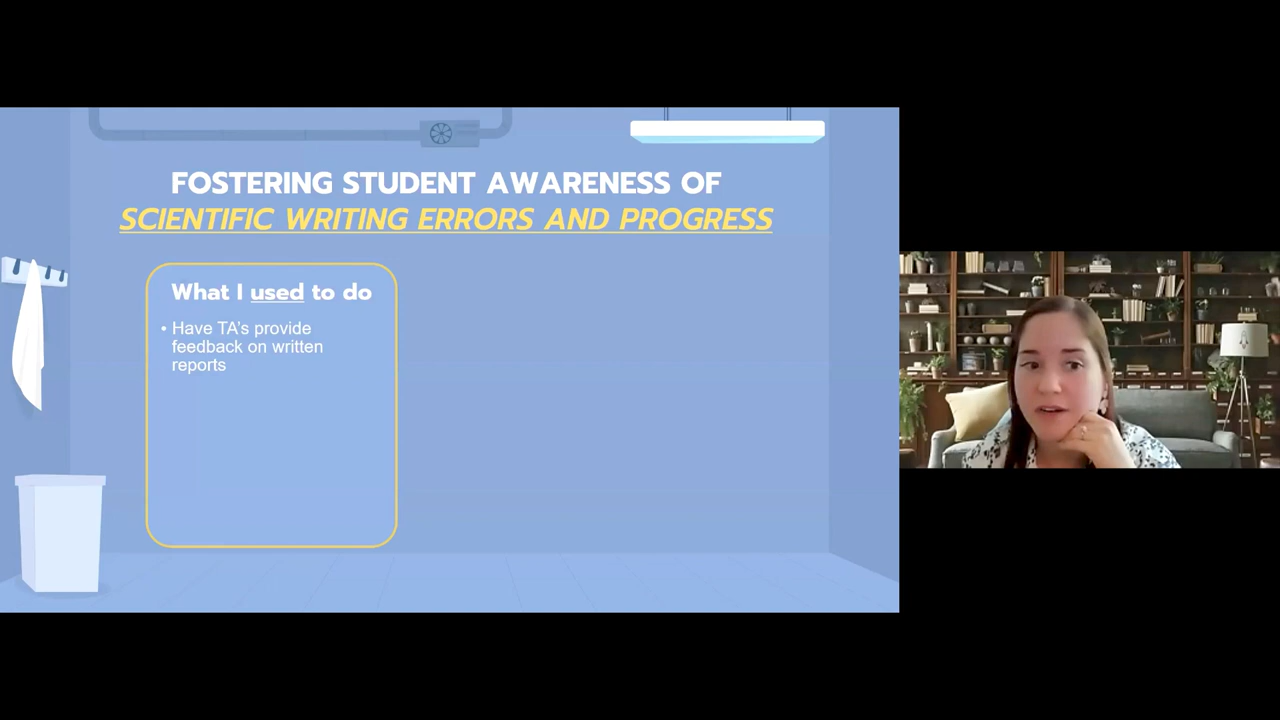 FOSTERING STUDENT AWARENESS OF
SCIENTIFIC WRITING ERRORS AND PROGRESS
What I used to do
• Have TA's provide
feedback on written
reports